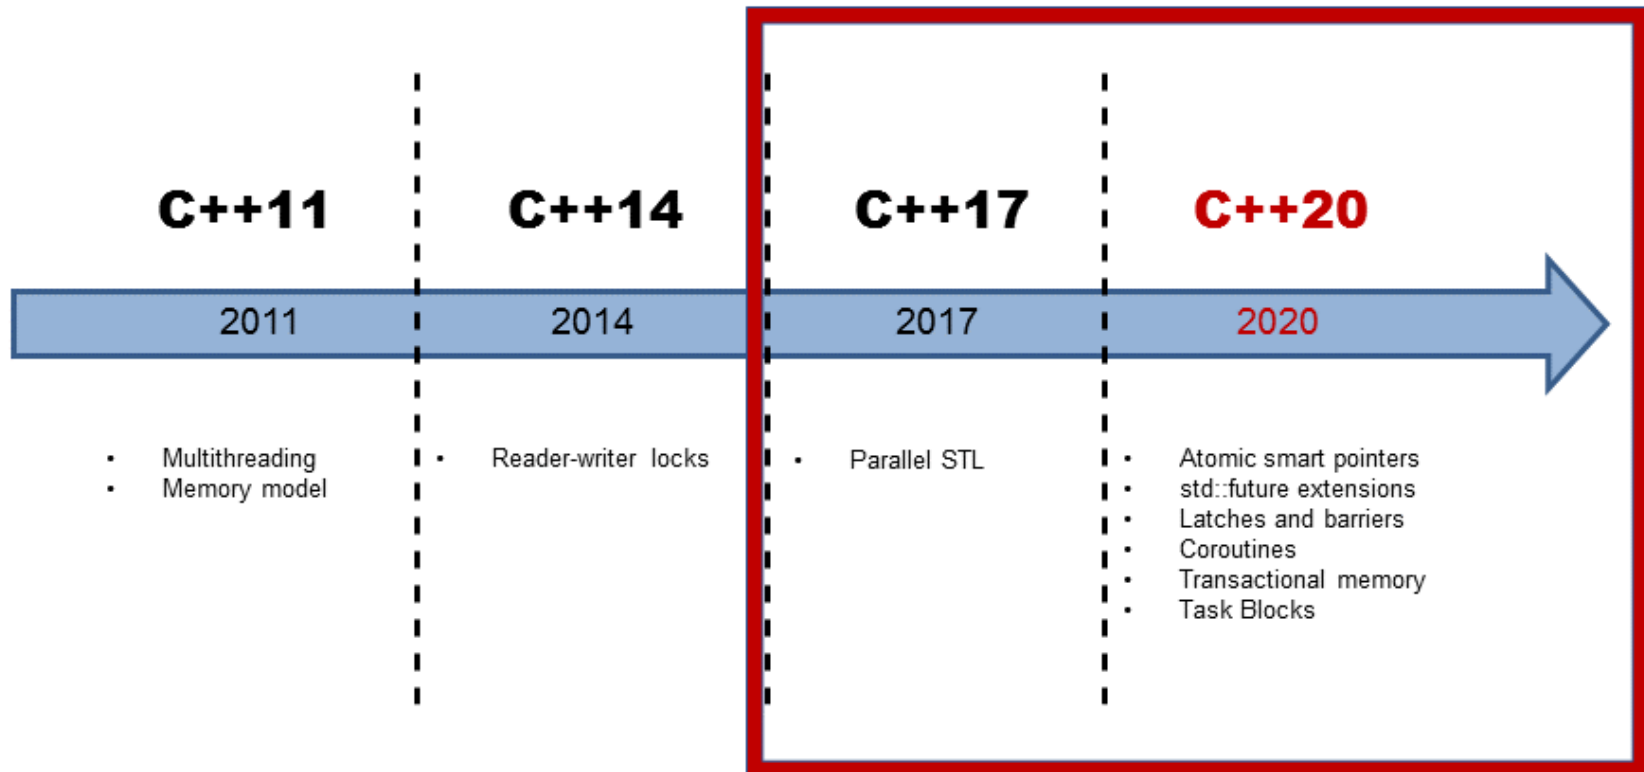 C++11
C++14
C++17
C++20
2011
2014
2017
2020
• Multithreading
• Memory model
• Reader-writer locks
• Parallel STL
• Atomic smart pointers
• std::future extensions
• Latches and barriers
• Coroutines
• Transactional memory
• Task Blocks